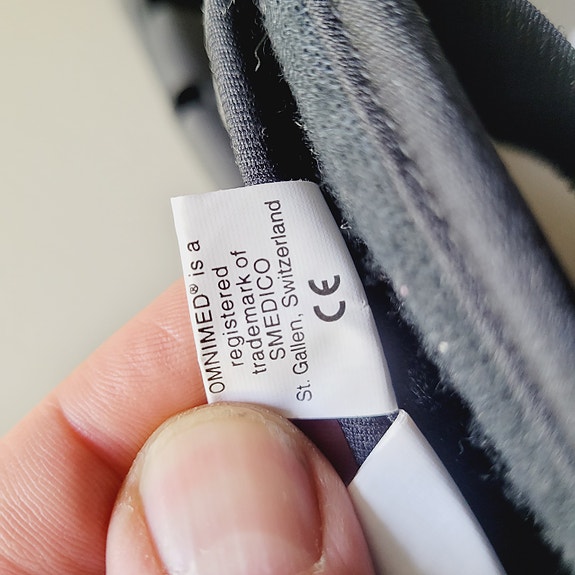 OMNIMED® is a
registered
trademark of
SMEDICO
St. Gallen, Switzerland
CE